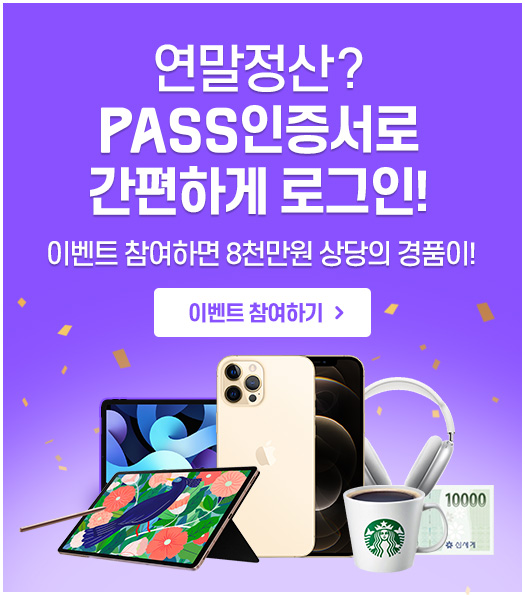 연말정산?
PASS인증서로
간편하게 로그인!
이벤트 참여하면 8천만원 상당의 경품이!
이벤트 참여하기 >
10000
신세계